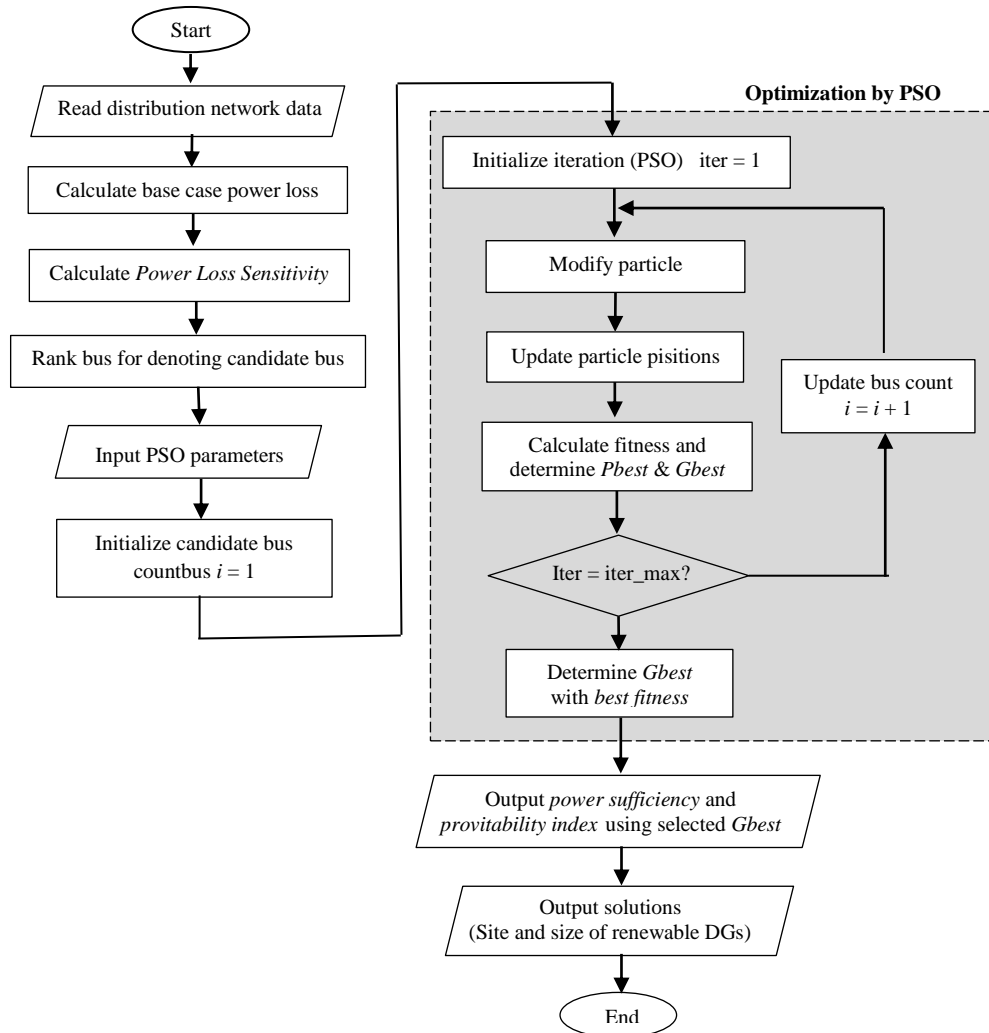 Start
Read distribution network data
Calculate base case power loss
Calculate Power Loss Sensitivity
Rank bus for denoting candidate bus
Input PSO parameters
Initialize candidate bus
countbus i = 1
Optimization by PSO
Initialize iteration (PSO) iter = 1
Modify particle
Update particle pisitions
Calculate fitness and
determine Pbest & Gbest
Iter = iter_max?
Update bus count
i = i + 1
Determine Gbest
with best fitness
Output power sufficiency and
provitability index using selected Gbest
Output solutions
(Site and size of renewable DGs)
End